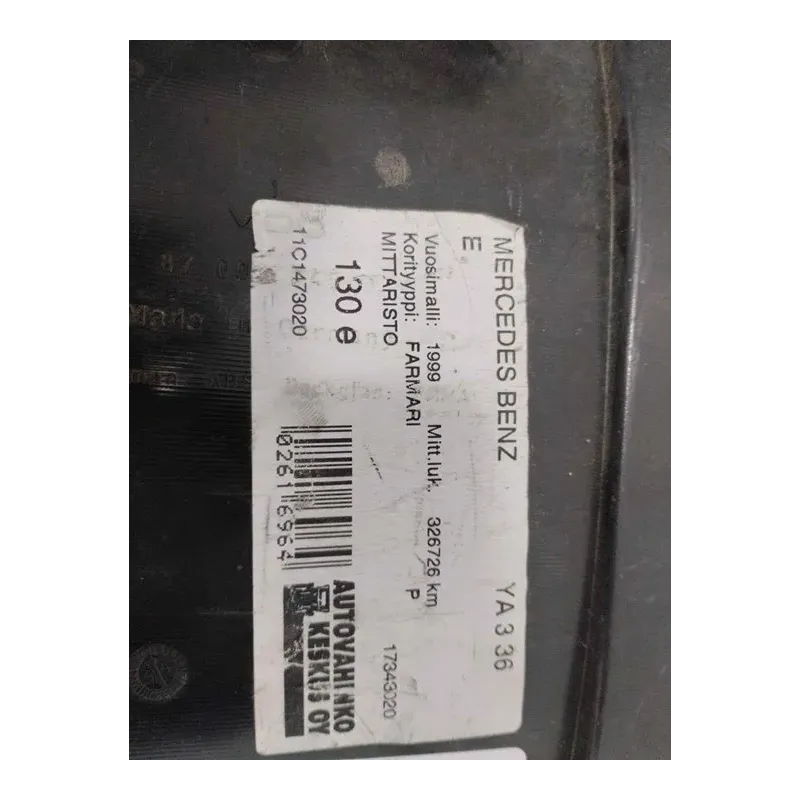 MERCEDES BENZ YA 3 36
E
Vuosimalli: 1999 Mitt.luk. 326726 km
Korityyppi: FARMARI P
MITTARISTO 17343020
130 e
11C1473020
02616964
AUTOVAHINKO
KESKUS OY